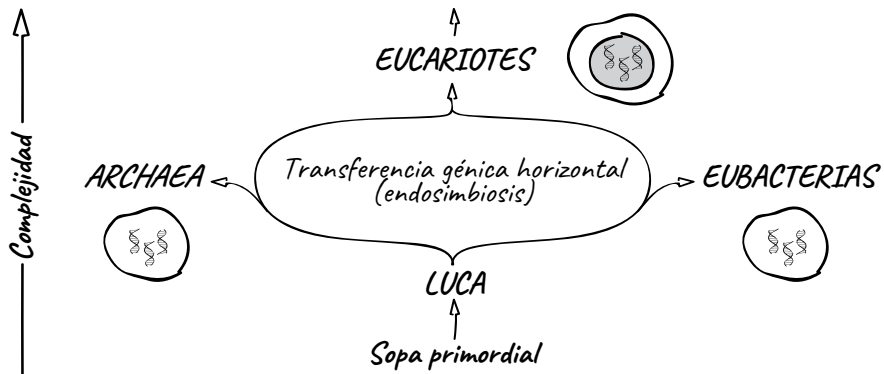 EUCARIOTES
Complejidad
ARCHAEA
Transferencia génica horizontal
(endosimbiosis)
EUBACTERIAS
LUCA
Sopa primordial